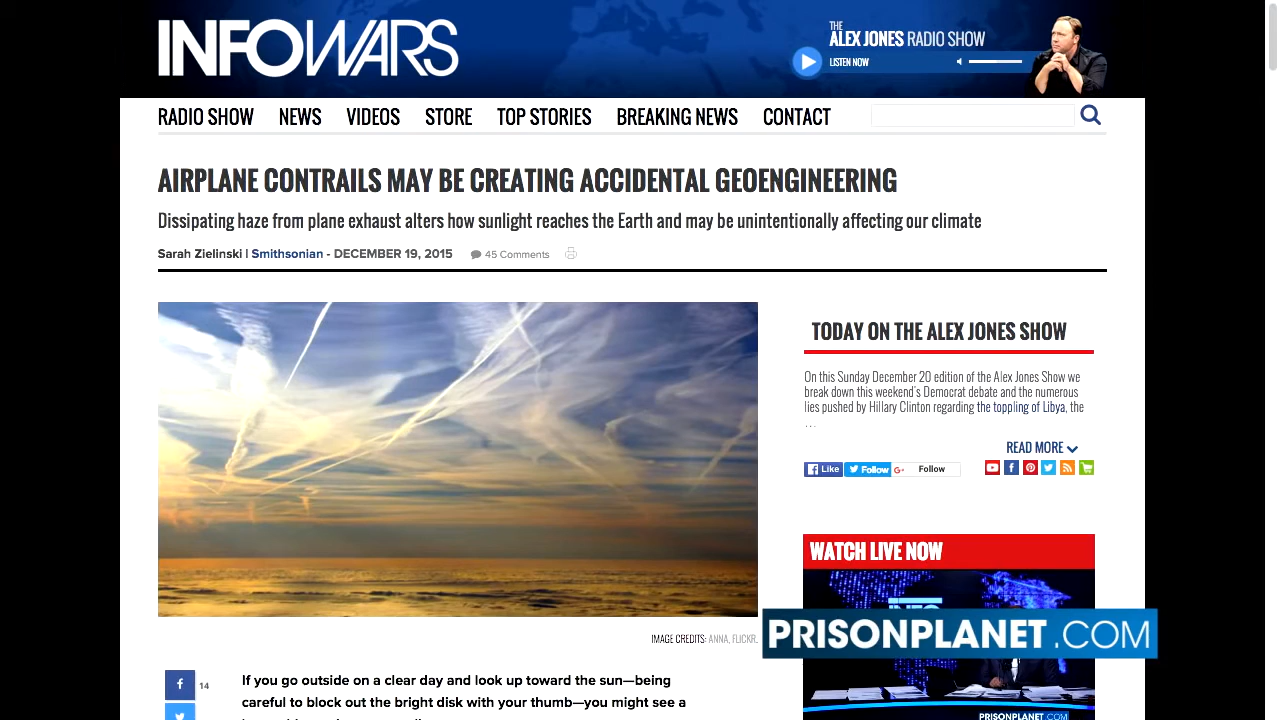 INFOWARS
THE
ALEX JONES RADIO SHOW
LISTEN NOW
RADIO SHOW NEWS VIDEOS STORE TOP STORIES BREAKING NEWS CONTACT
AIRPLANE CONTRAILS MAY BE CREATING ACCIDENTAL GEOENGINEERING
Dissipating haze from plane exhaust alters how sunlight reaches the Earth and may be unintentionally affecting our climate
Sarah Zielinski | Smithsonian - DECEMBER 19, 2015 45 Comments
TODAY ON THE ALEX JONES SHOW
On this Sunday December 20 edition of the Alex Jones Show we
break down this weekend's Democrat debate and the numerous
lies pushed by Hillary Clinton regarding the toppling of Libya, the
...
READ MORE
Like Follow G+ Follow
WATCH LIVE NOW
IMAGE CREDITS: ANNA, FLICKR.
PRISONPLANET.COM
14
If you go outside on a clear day and look up toward the sun—being
careful to block out the bright disk with your thumb—you might see a
PRISONPLANET.COM